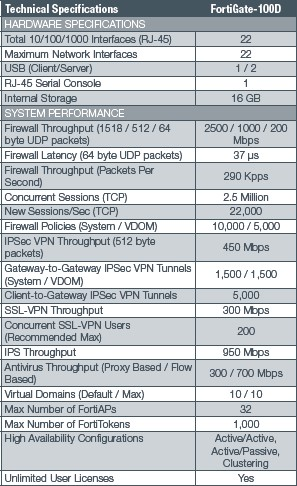 Technical Specifications FortiGate-100D
HARDWARE SPECIFICATIONS
Total 10/100/1000 Interfaces (RJ-45) 22
Maximum Network Interfaces 22
USB (Client/Server) 1 / 2
RJ-45 Serial Console 1
Internal Storage 16 GB
SYSTEM PERFORMANCE
Firewall Throughput (1518 / 512 / 64 2500 / 1000 / 200
byte UDP packets) Mbps
Firewall Latency (64 byte UDP packets) 37 µs
Firewall Throughput (Packets Per
Second) 290 Kpps
Concurrent Sessions (TCP) 2.5 Million
New Sessions/Sec (TCP) 22,000
Firewall Policies (System / VDOM) 10,000 / 5,000
IPSec VPN Throughput (512 byte
packets) 450 Mbps
Gateway-to-Gateway IPSec VPN Tunnels
(System / VDOM) 1,500 / 1,500
Client-to-Gateway IPSec VPN Tunnels 5,000
SSL-VPN Throughput 300 Mbps
Concurrent SSL-VPN Users
(Recommended Max) 200
IPS Throughput 950 Mbps
Antivirus Throughput (Proxy Based / Flow
Based) 300 / 700 Mbps
Virtual Domains (Default / Max) 10 / 10
Max Number of FortiAPs 32
Max Number of FortiTokens 1,000
High Availability Configurations Active/Active,
Active/Passive,
Clustering
Unlimited User Licenses Yes